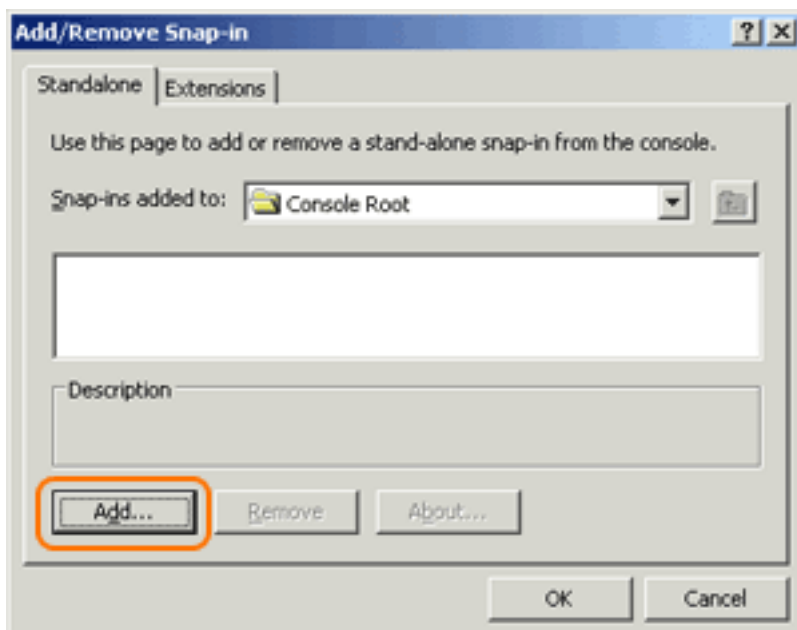 Add/Remove Snap-in
Standalone
Extensions
Use this page to add or remove a stand-alone snap-in from the console.
Snap-ins added to:
Console Root
Description
Add...
Remove
About...
OK
Cancel